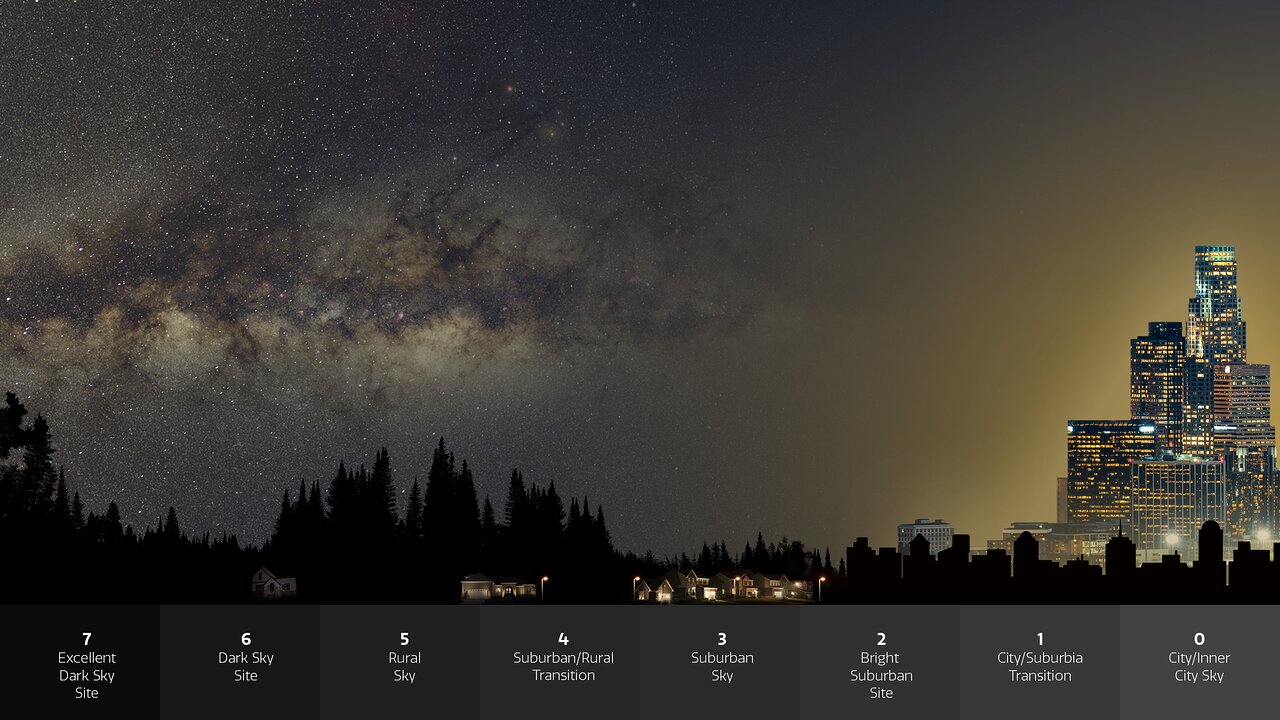 7
Excellent
Dark Sky
Site
6
Dark Sky
Site
5
Rural
Sky
4
Suburban/Rural
Transition
3
Suburban
Sky
2
Bright
Suburban
Site
1
City/Suburbia
Transition
0
City/Inner
City Sky